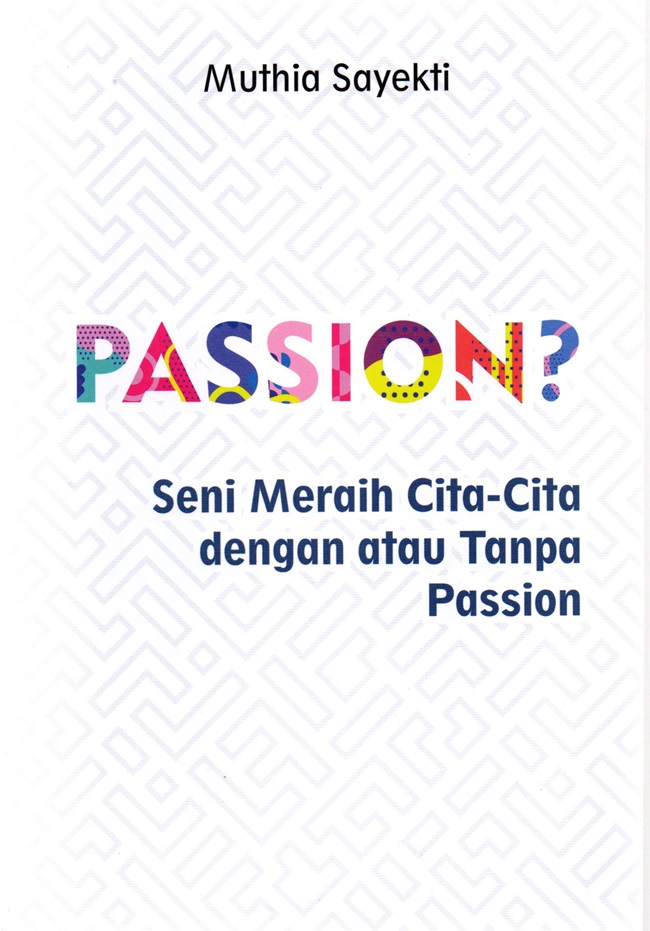 Muthia Sayekti
PASSION?
Seni Meraih Cita-Cita
dengan atau Tanpa
Passion